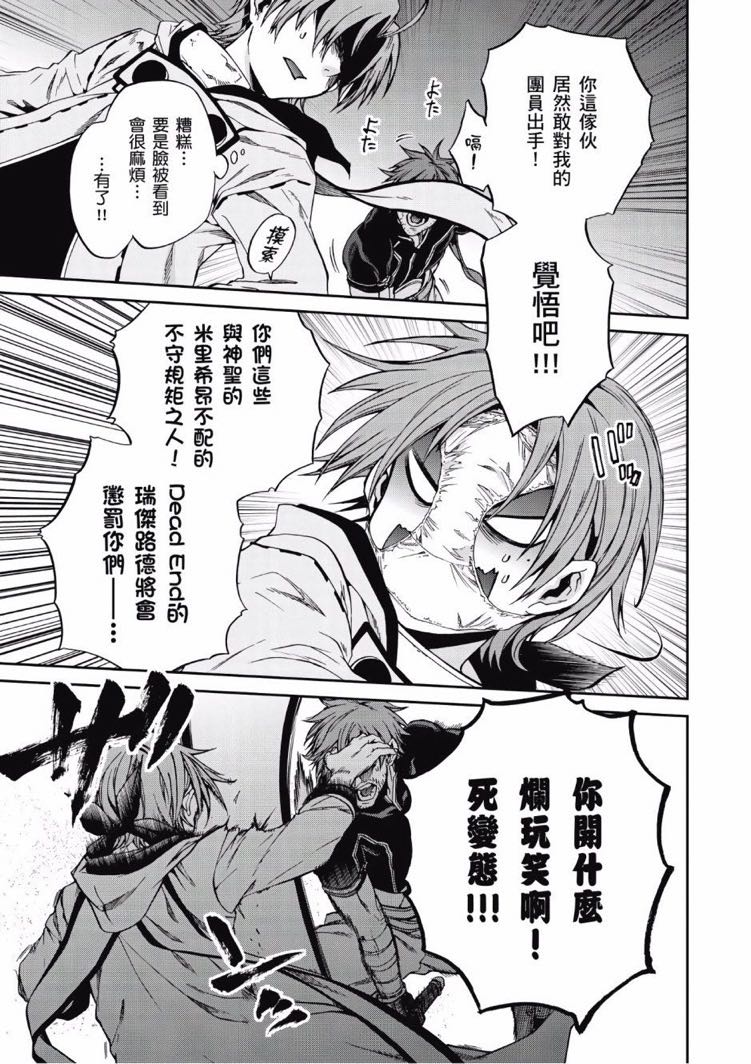 你這傢伙
居然敢對我的
團員出手！
覺悟吧!!!
嗝！
よた
よた
糟糕…
要是臉被看到
會很麻煩…
…有了!!
摸索
你們這些
與神聖的
米里希昂不配的
不守規矩之人！
Dead End的
瑞傑路德將會
懲罰你們——…
你開什麼
爛玩笑啊！
死變態!!!